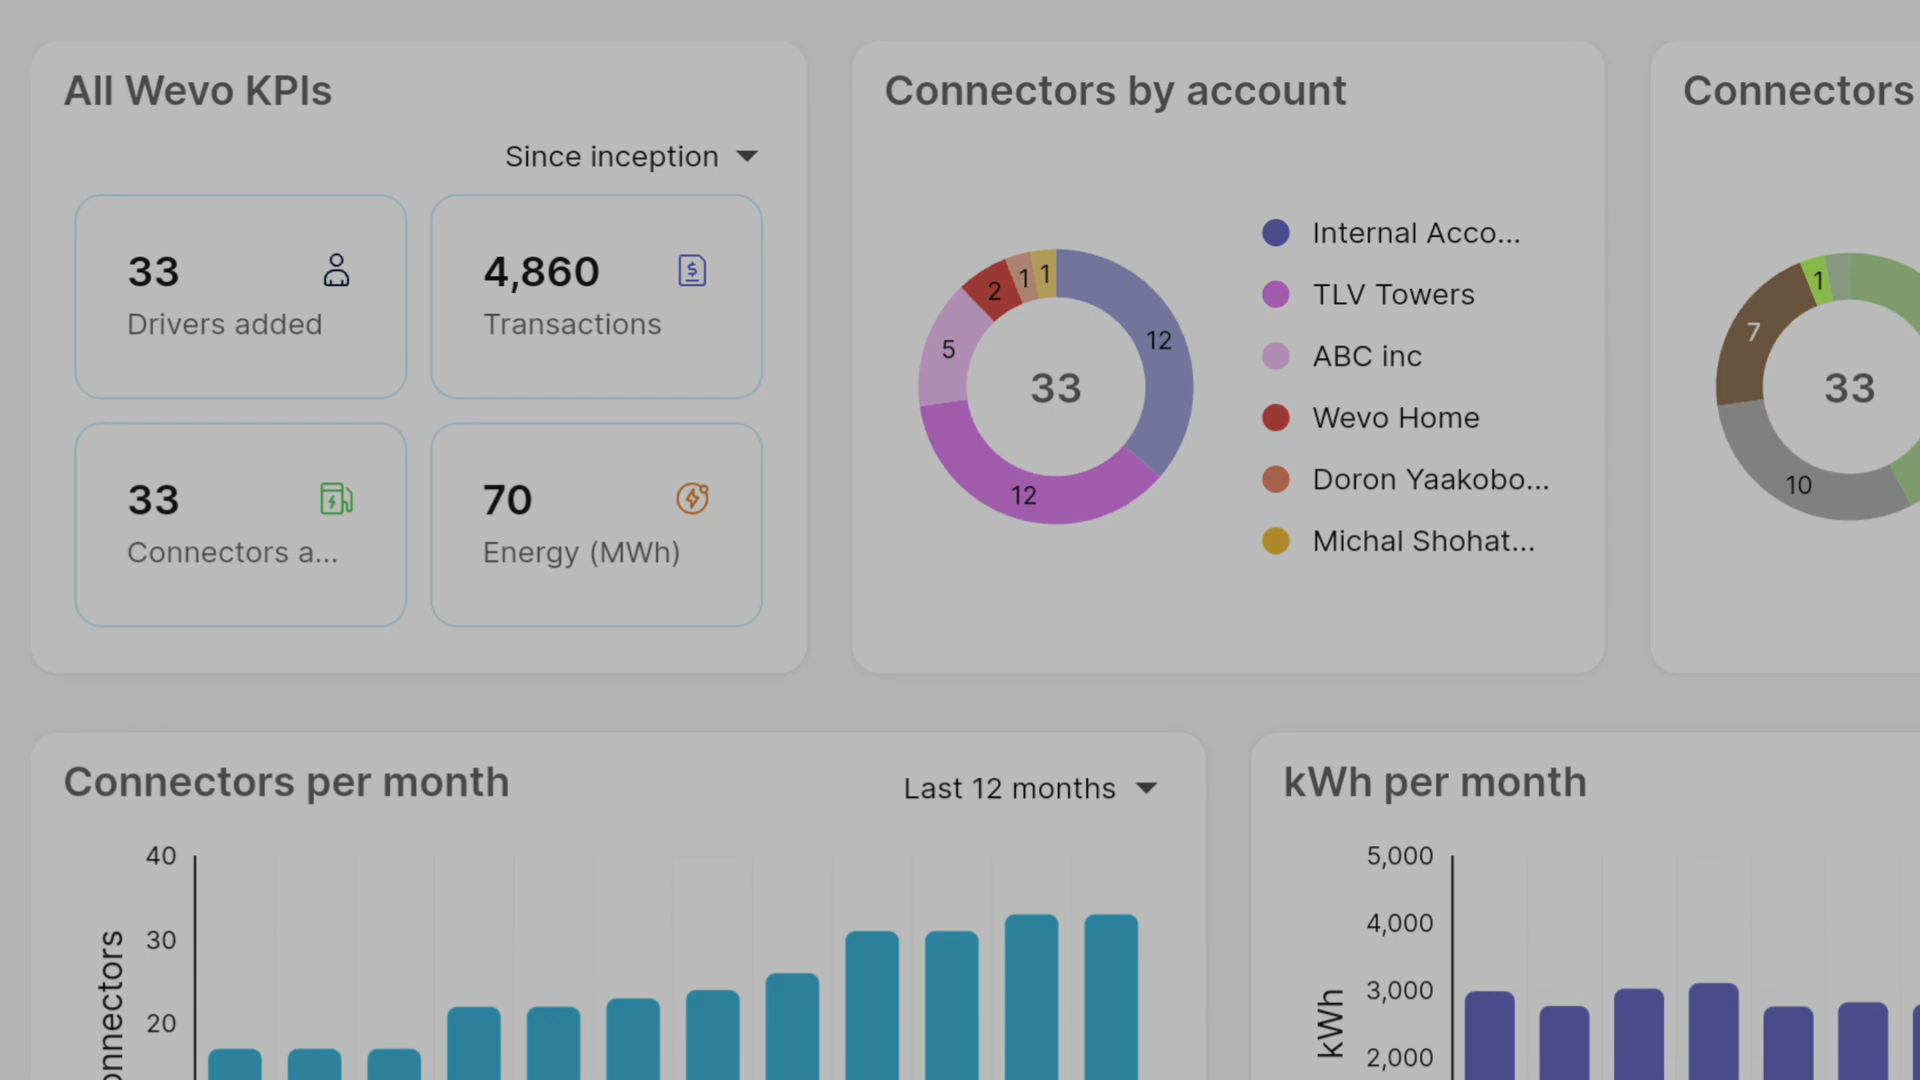 All Wevo KPIs
Since inception
33
Drivers added
4,860
Transactions
33
Connectors a...
70
Energy (MWh)
Connectors by account
12
12
5
2
1
1
33
Internal Acco...
TLV Towers
ABC inc
Wevo Home
Doron Yaakobo...
Michal Shohat...
Connectors
1
7
10
33
Connectors per month
Last 12 months
40
30
20
onnectors
kWh per month
5,000
4,000
3,000
2,000
kWh